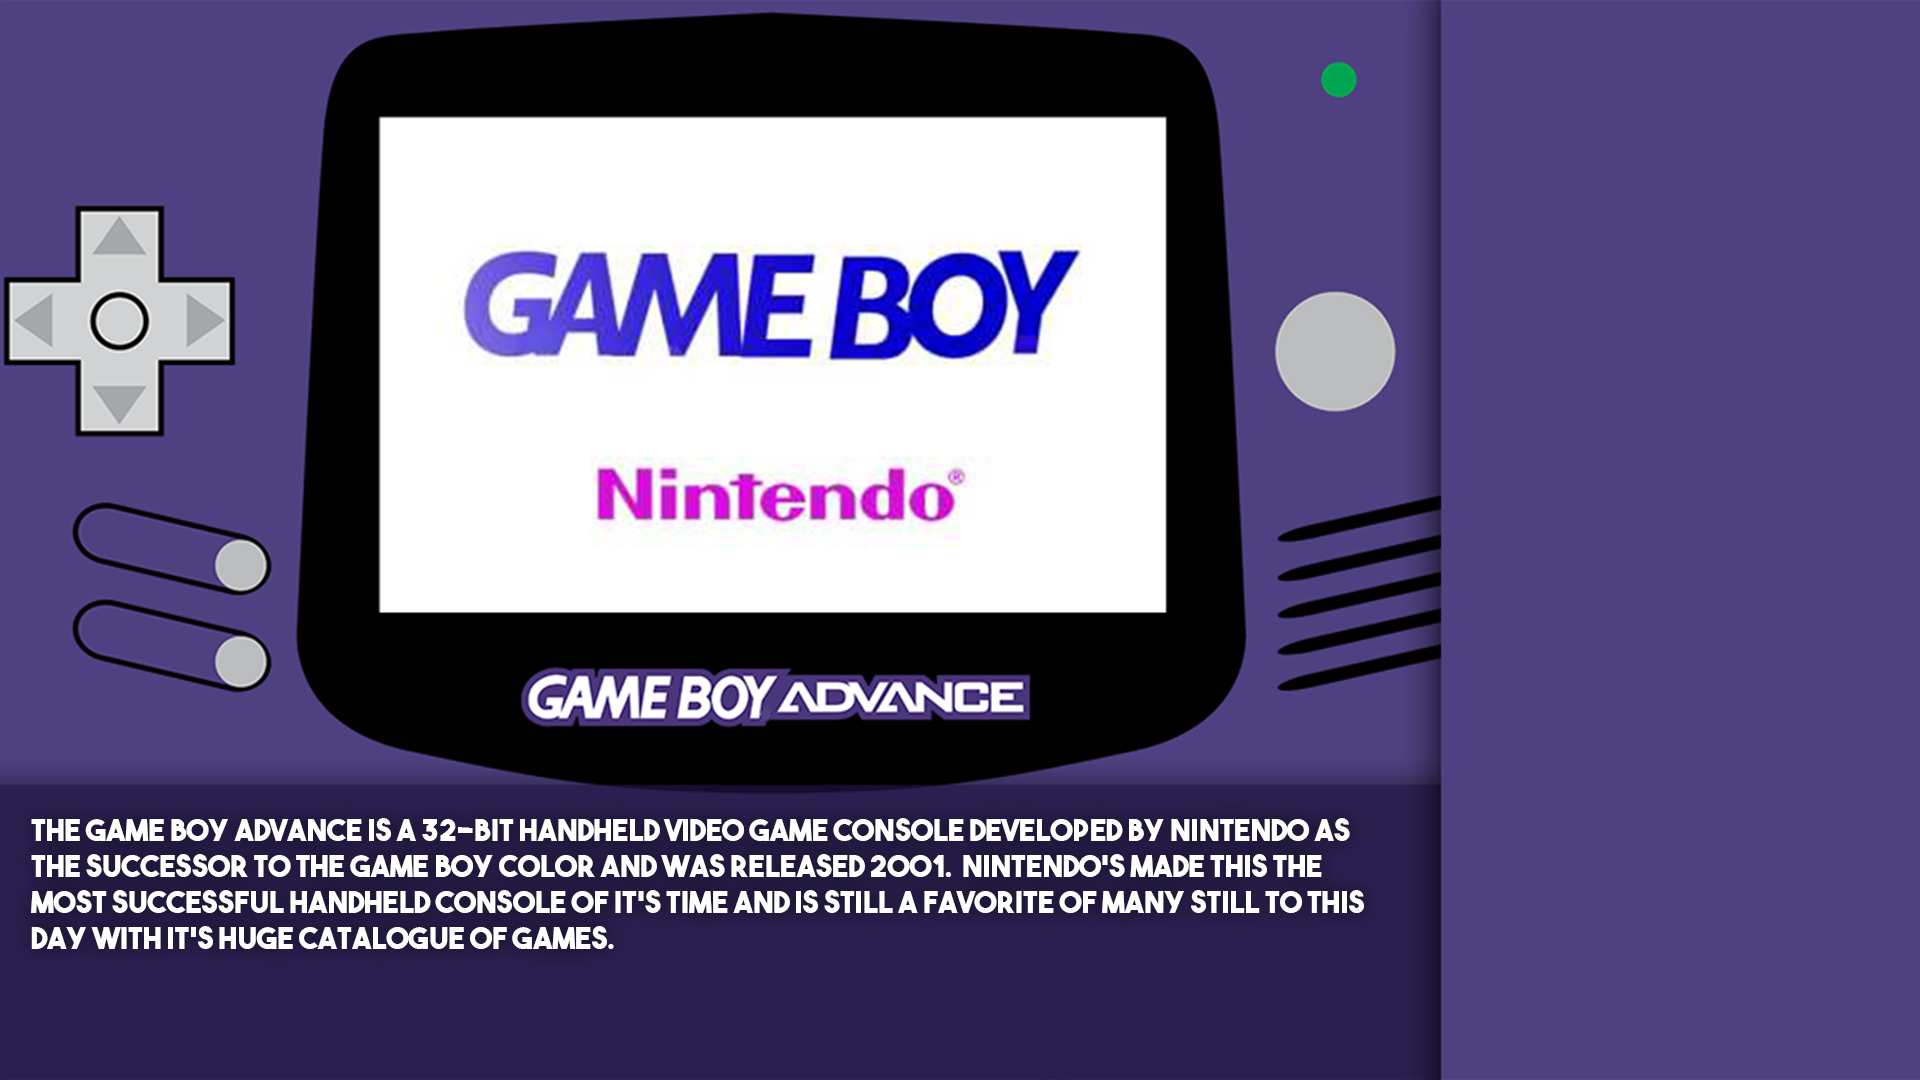 GAME BOY
Nintendo®
GAME BOY ADVANCE
THE GAME BOY ADVANCE IS A 32-BIT HANDHELD VIDEO GAME CONSOLE DEVELOPED BY NINTENDO AS
THE SUCCESSOR TO THE GAME BOY COLOR AND WAS RELEASED 2001. NINTENDO'S MADE THIS THE
MOST SUCCESSFUL HANDHELD CONSOLE OF IT'S TIME AND IS STILL A FAVORITE OF MANY STILL TO THIS
DAY WITH IT'S HUGE CATALOGUE OF GAMES.